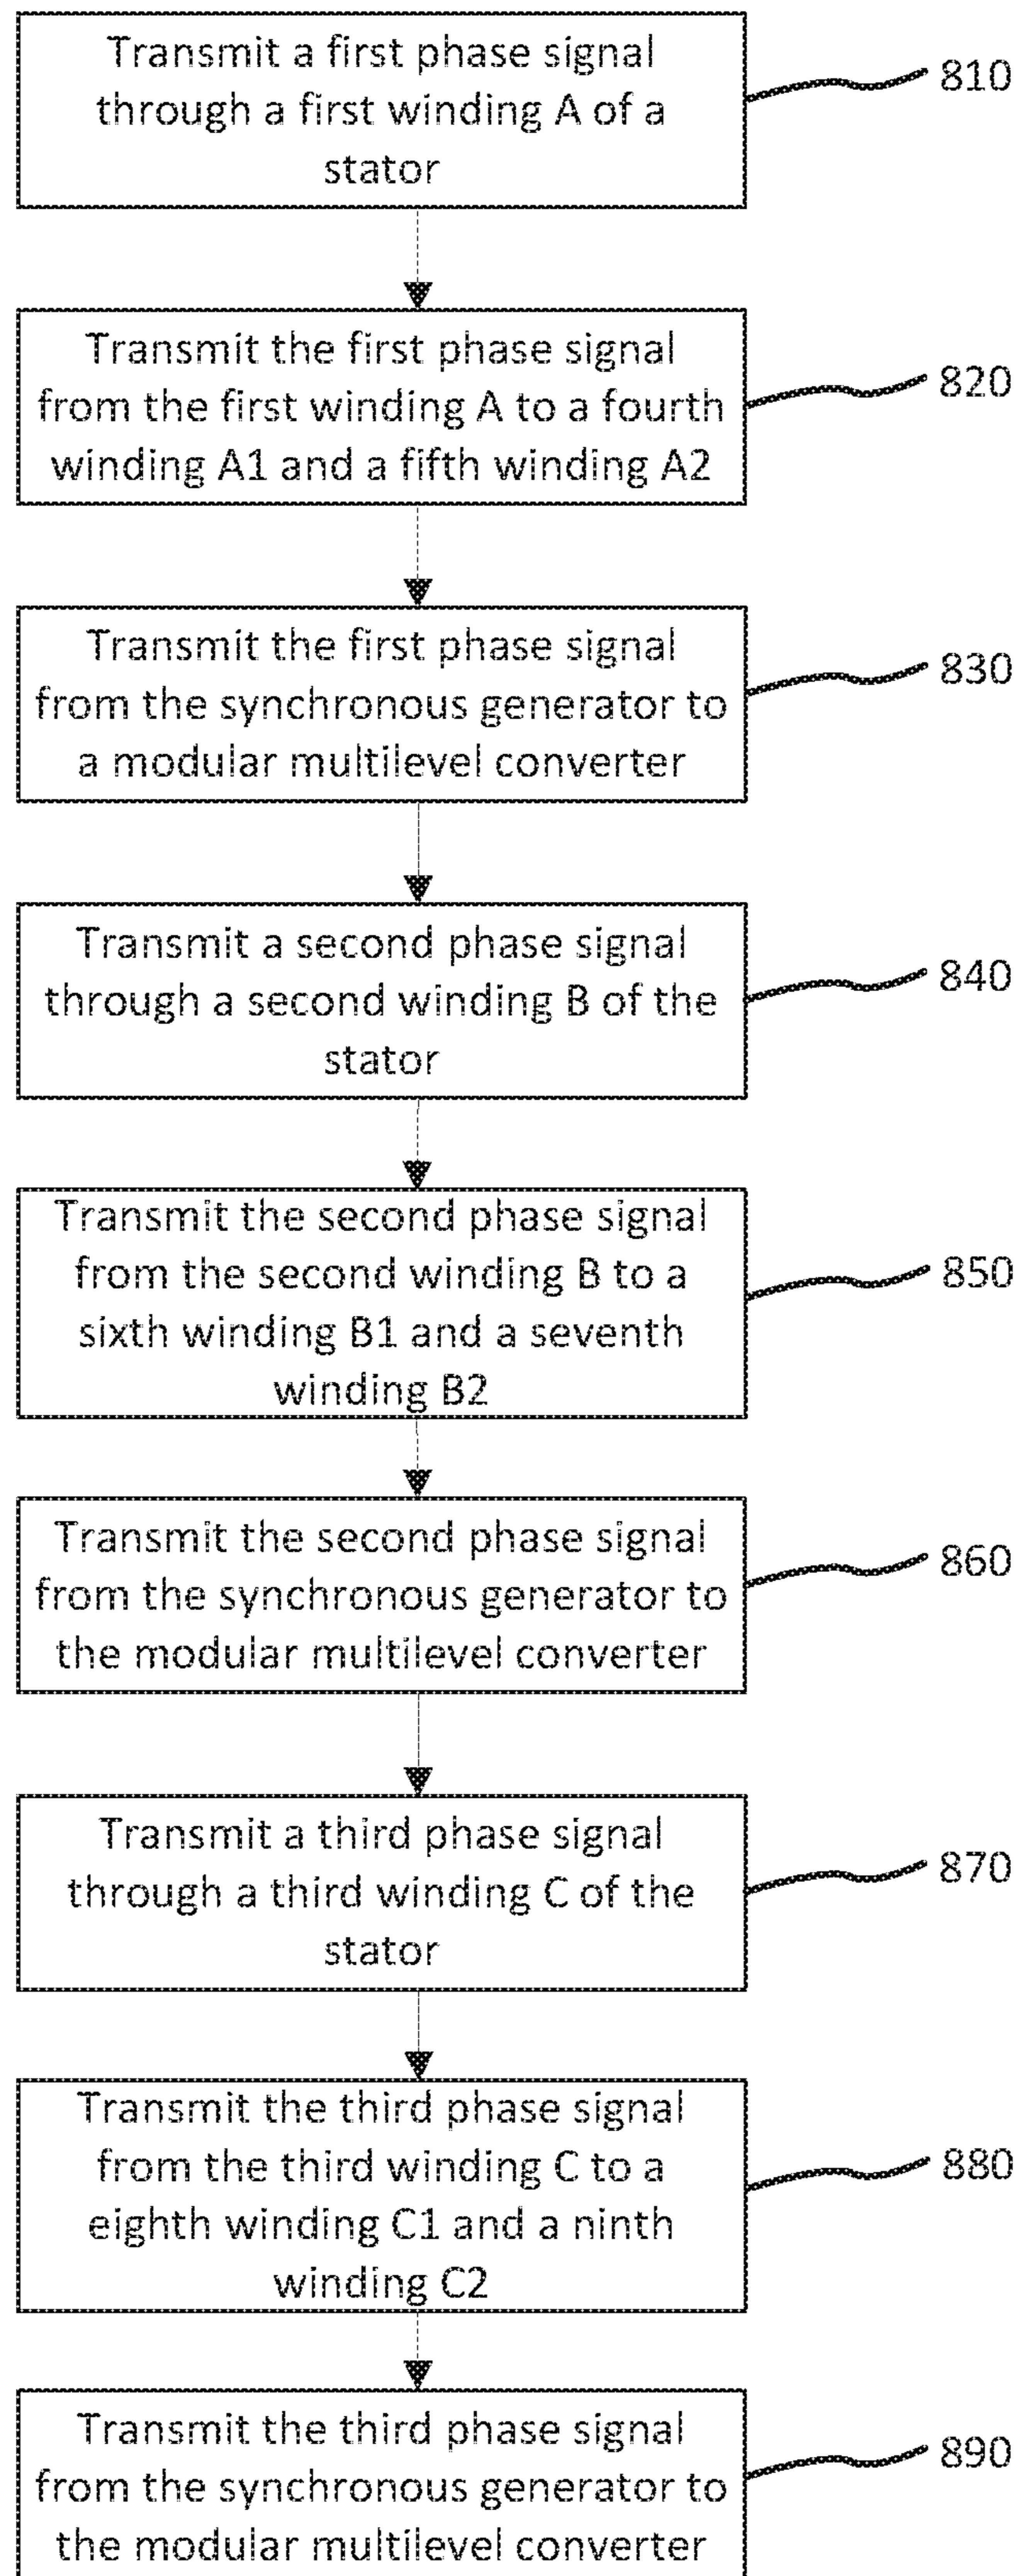 Transmit a first phase signal
through a first winding A of a
stator
810
Transmit the first phase signal
from the first winding A to a fourth
winding A1 and a fifth winding A2
820
Transmit the first phase signal
from the synchronous generator to
a modular multilevel converter
830
Transmit a second phase signal
through a second winding B of the
stator
840
Transmit the second phase signal
from the second winding B to a
sixth winding B1 and a seventh
winding B2
850
Transmit the second phase signal
from the synchronous generator to
the modular multilevel converter
860
Transmit a third phase signal
through a third winding C of the
stator
870
Transmit the third phase signal
from the third winding C to a
eighth winding C1 and a ninth
winding C2
880
Transmit the third phase signal
from the synchronous generator to
the modular multilevel converter
890